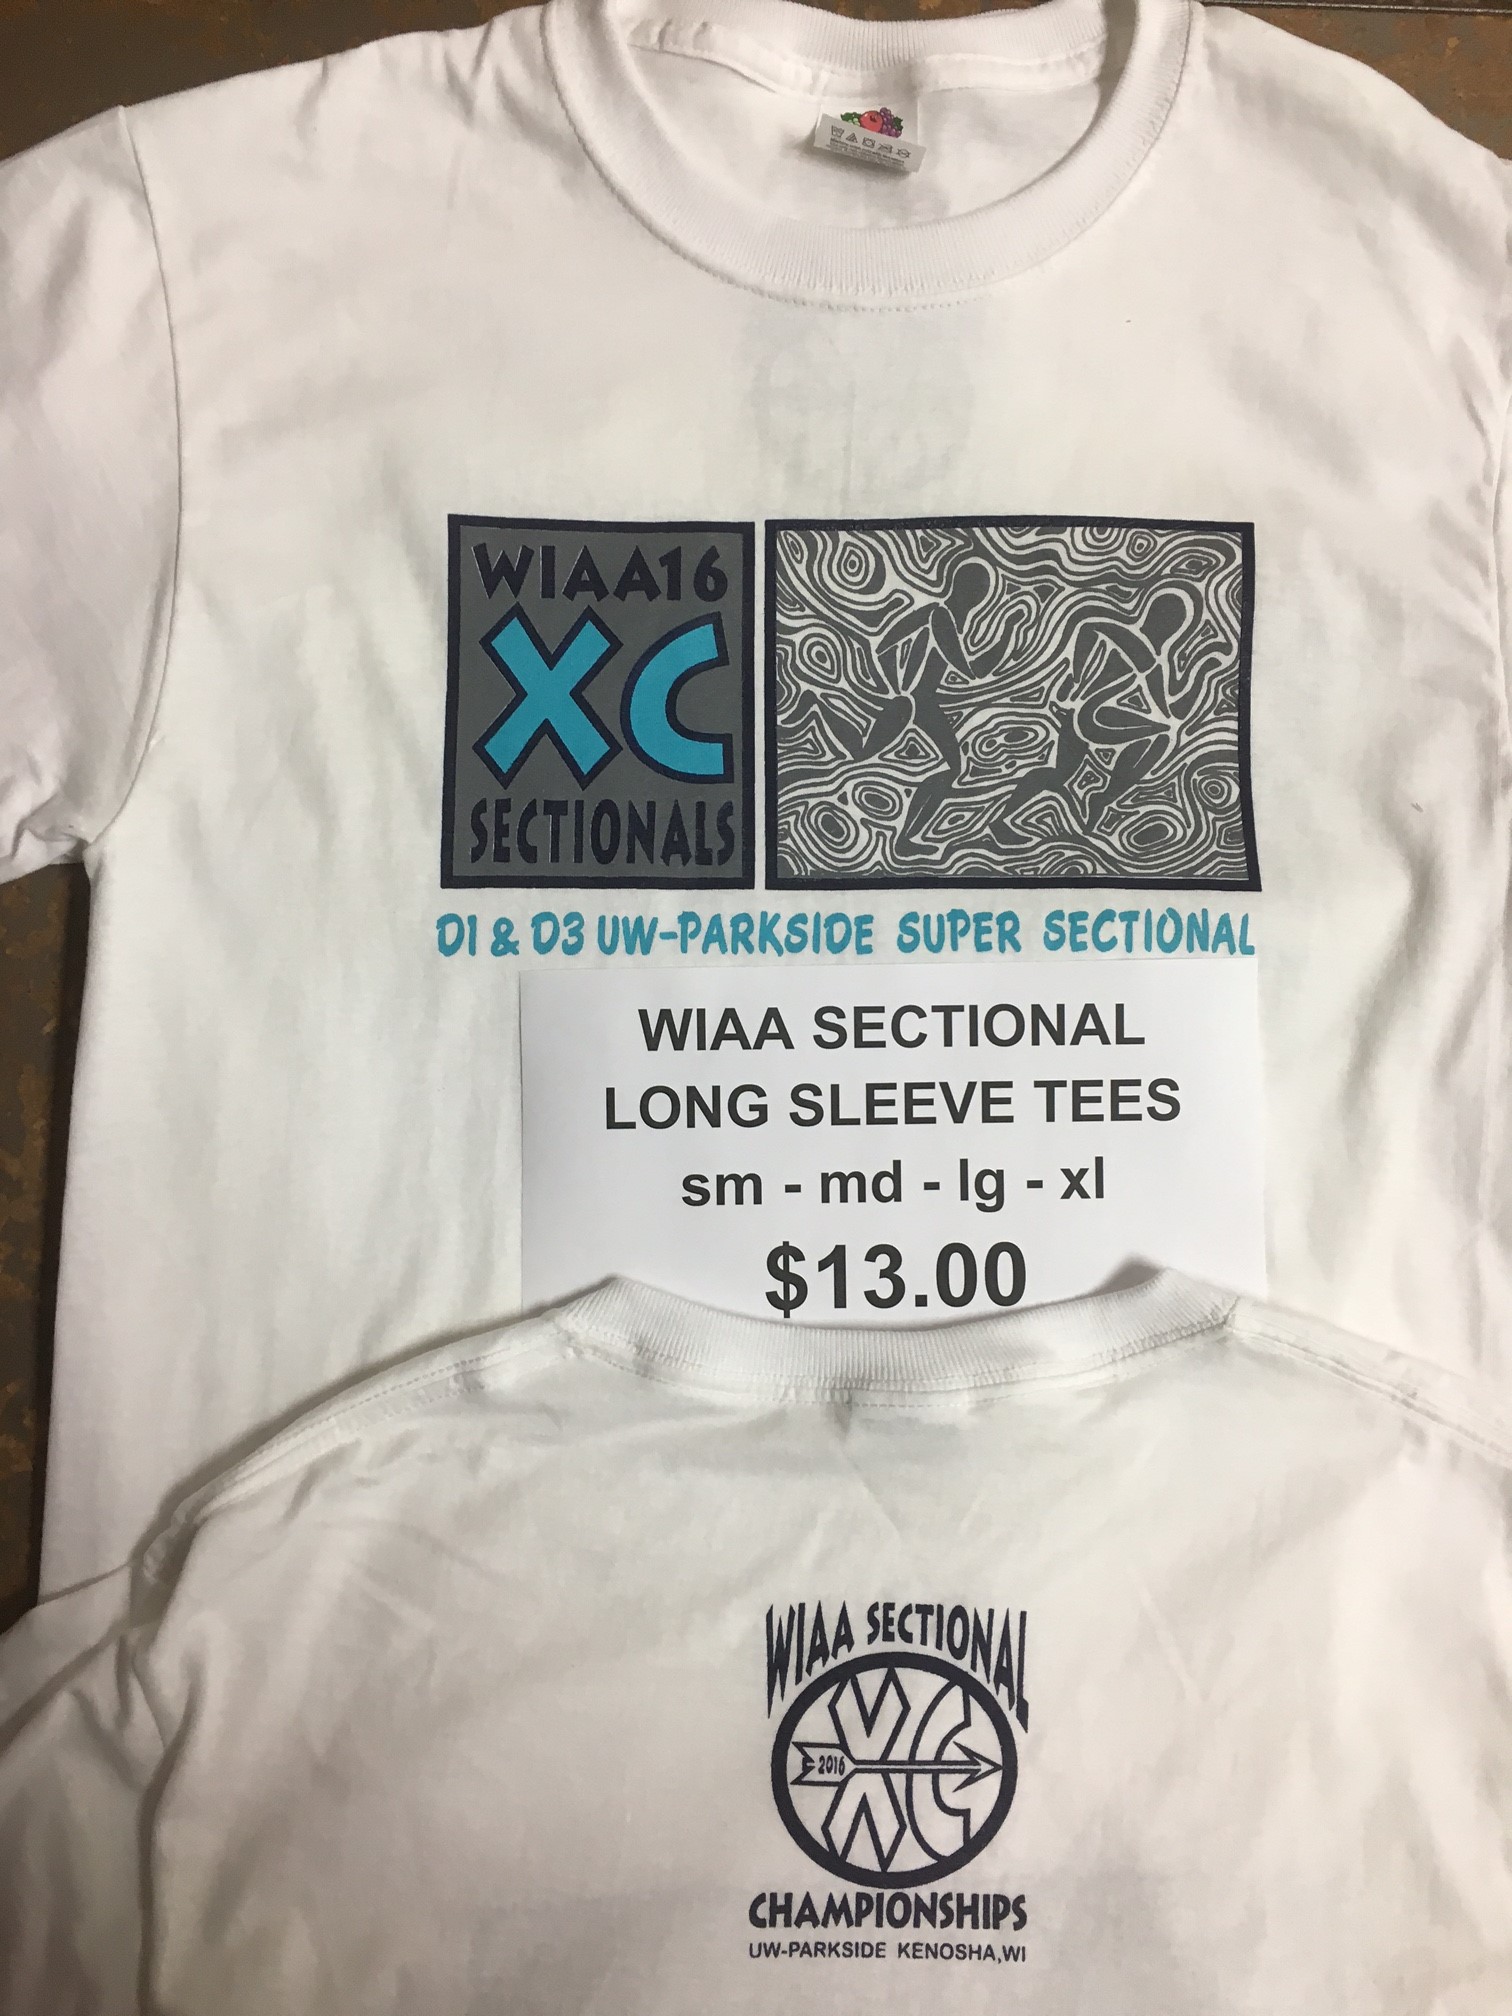 WIAA16
XC
SECTIONALS
D1 & D3 UW-PARKSIDE SUPER SECTIONAL
WIAA SECTIONAL
LONG SLEEVE TEES
sm - md - lg - xl
$13.00
WIAA SECTIONAL
XC
2016
CHAMPIONSHIPS
UW-PARKSIDE KENOSHA, WI